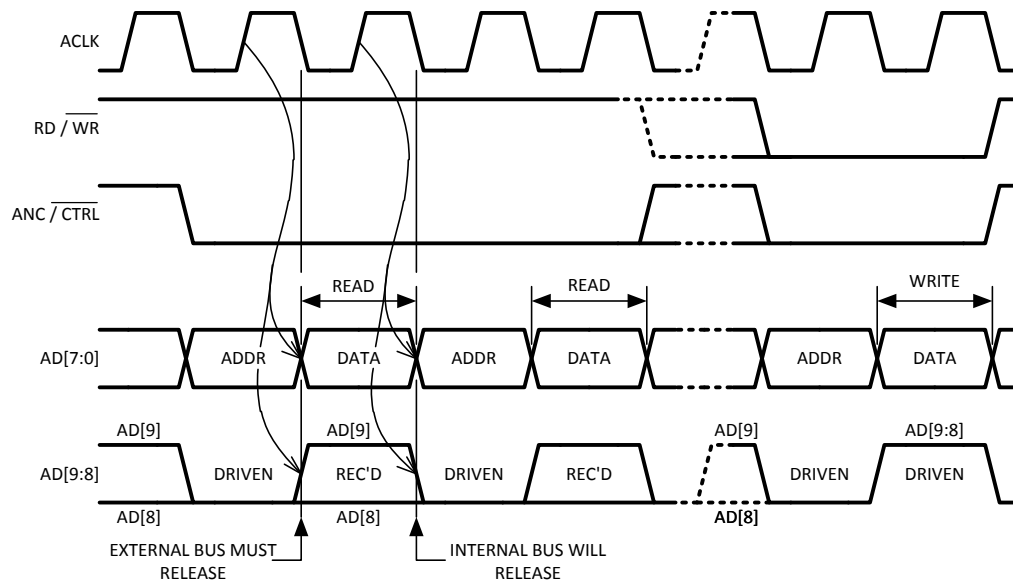 ACLK
RD / WR
ANC / CTRL
READ READ WRITE
AD[7:0] ADDR DATA ADDR DATA ADDR DATA
AD[9] AD[9] AD[9] AD[9:8]
AD[9:8] DRIVEN REC'D DRIVEN REC'D DRIVEN DRIVEN
AD[8] AD[8] AD[8]
EXTERNAL BUS MUST
RELEASE
INTERNAL BUS WILL
RELEASE